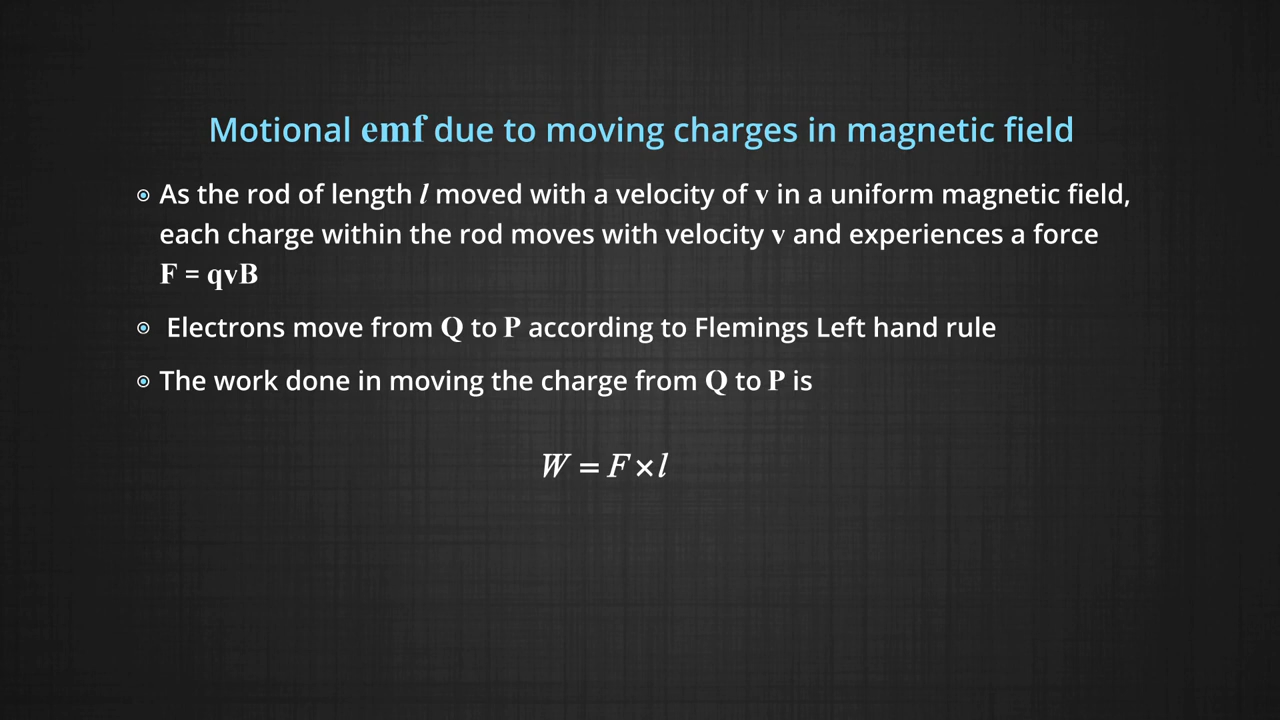 Motional emf due to moving charges in magnetic field
As the rod of length l moved with a velocity of v in a uniform magnetic field,
each charge within the rod moves with velocity v and experiences a force
F = qvB
Electrons move from Q to P according to Flemings Left hand rule
The work done in moving the charge from Q to P is
W = F × l